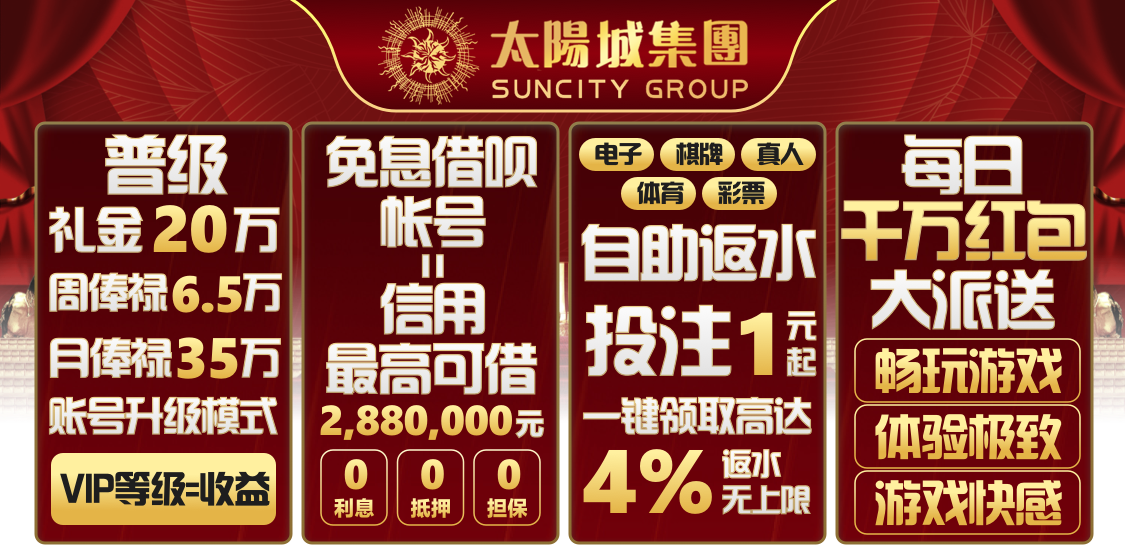 太陽城集團
SUNCITY GROUP
普级
礼金20万
周俸禄6.5万
月俸禄35万
账号升级模式
VIP等级=收益
免息借呗
帐号
=
信用
最高可借
2,880,000元
0 0 0
利息 抵押 担保
电子 棋牌 真人
体育 彩票
自助返水
投注1元起
一键领取高达
4%返水无上限
每日
千万红包
大派送
畅玩游戏
体验极致
游戏快感